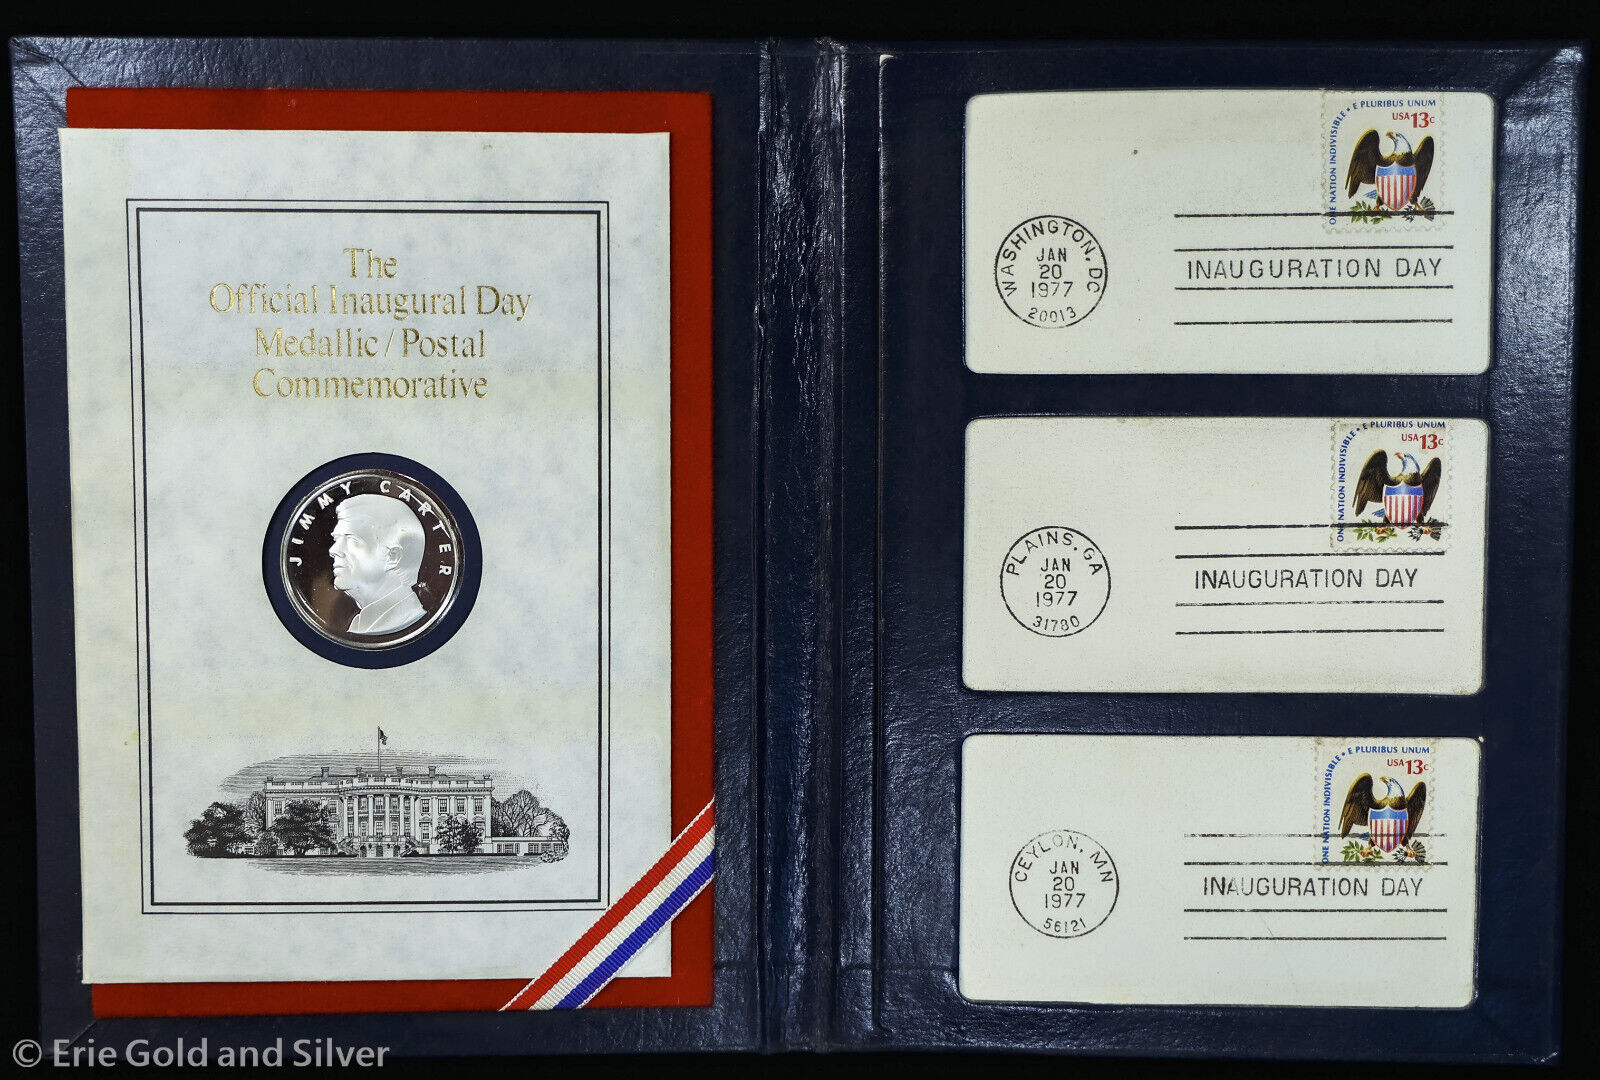 The
Official Inaugural Day
Medallic / Postal
Commemorative
JIMMY CARTER
ONE NATION INDIVISIBLE • E PLURIBUS UNUM
USA 13c
WASHINGTON, DC
JAN
20
1977
20013
INAUGURATION DAY
ONE NATION INDIVISIBLE • E PLURIBUS UNUM
USA 13c
PLAINS, GA
JAN
20
1977
31780
INAUGURATION DAY
ONE NATION INDIVISIBLE • E PLURIBUS UNUM
USA 13c
CEYLON, MN
JAN
20
1977
56121
INAUGURATION DAY
© Erie Gold and Silver